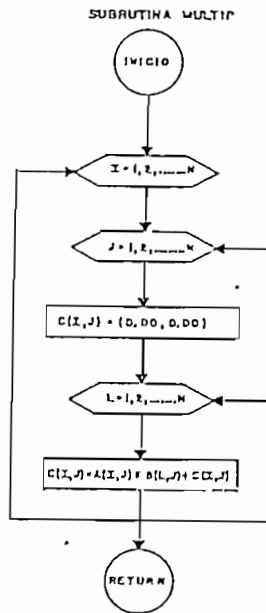 SUBRUTINA MULTIP
INICIO
I = 1, 2, ......, N
J = 1, 2, ......, N
C(I,J) = (0.D0, 0.D0)
L = 1, 2, ......, N
C(I,J) = A(I,J) * B(L,J) + C(I,J)
RETURN